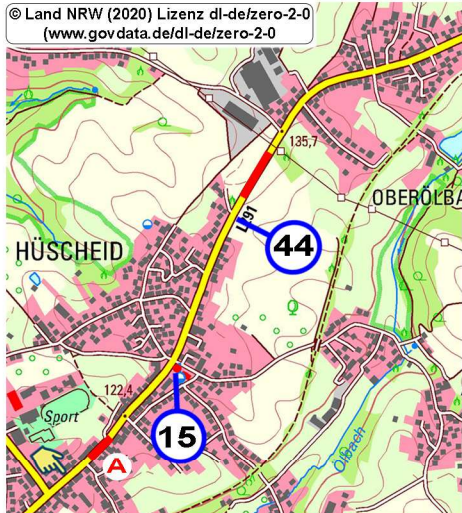 © Land NRW (2020) Lizenz dl-de/zero-2-0
(www.govdata.de/dl-de/zero-2-0
135,7
OBERÖLBA
L 291
44
HÜSCHEID
122,4
Sport
15
A
Ölbach